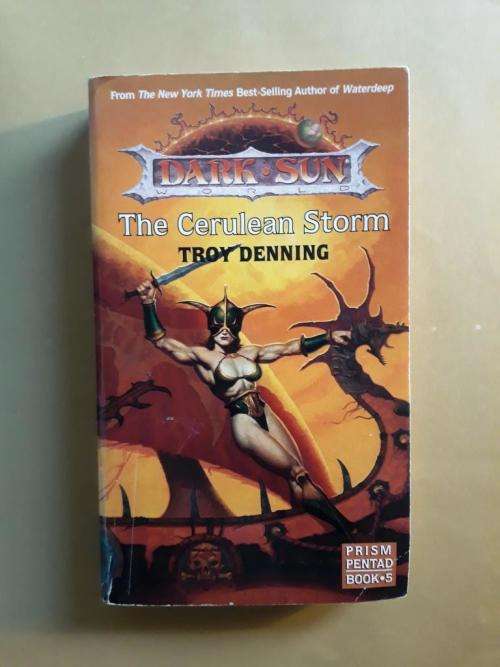 From The New York Times Best-Selling Author of Waterdeep
DARK•SUN
WORLD
The Cerulean Storm
TROY DENNING
PRISM
PENTAD
BOOK•5